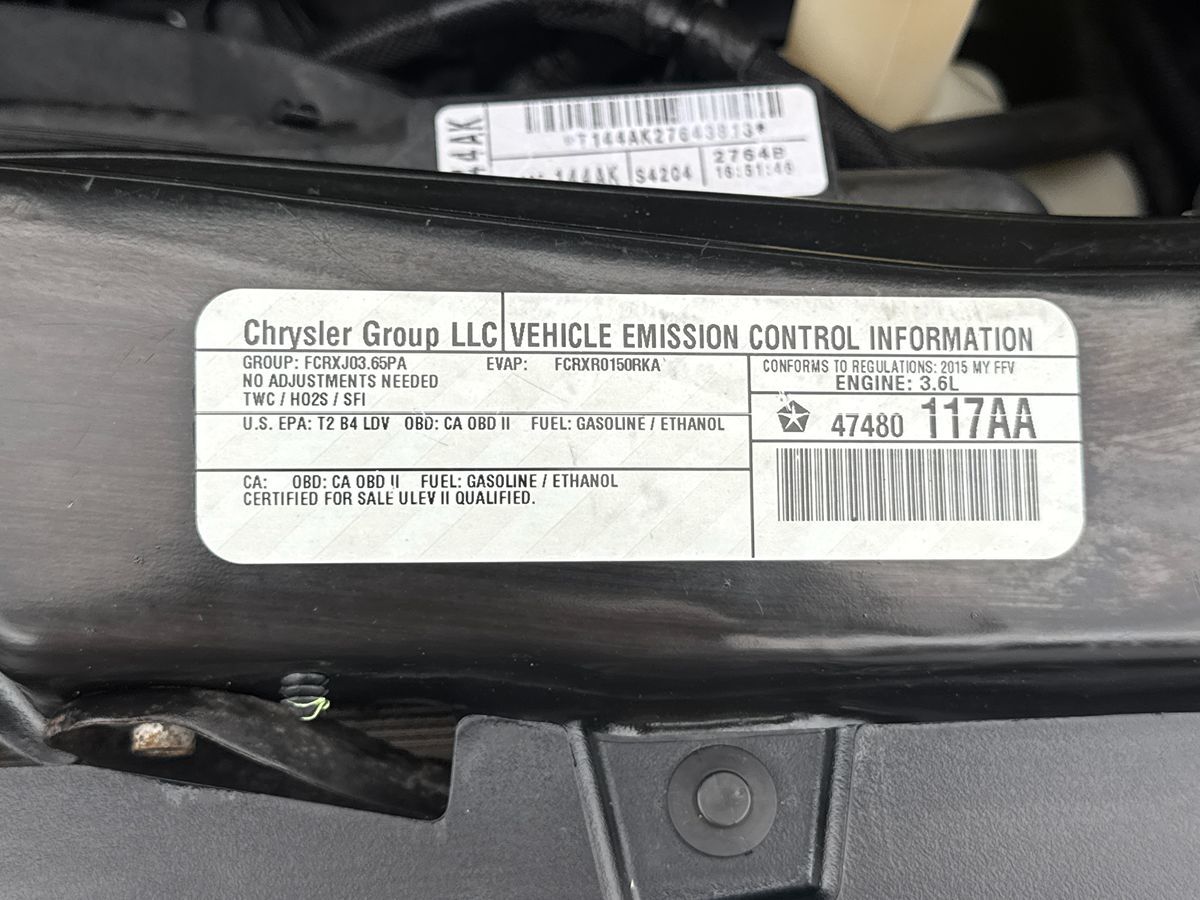 44AK
*T144AK27643813*
144AK
S4204
2764B
16:51:46
Chrysler Group LLC VEHICLE EMISSION CONTROL INFORMATION
GROUP: FCRXJ03.65PA EVAP: FCRXR0150RKA
NO ADJUSTMENTS NEEDED
TWC / HO2S / SFI
CONFORMS TO REGULATIONS: 2015 MY FFV
ENGINE: 3.6L
47480 117AA
U.S. EPA: T2 B4 LDV OBD: CA OBD II FUEL: GASOLINE / ETHANOL
CA: OBD: CA OBD II FUEL: GASOLINE / ETHANOL
CERTIFIED FOR SALE ULEV II QUALIFIED.